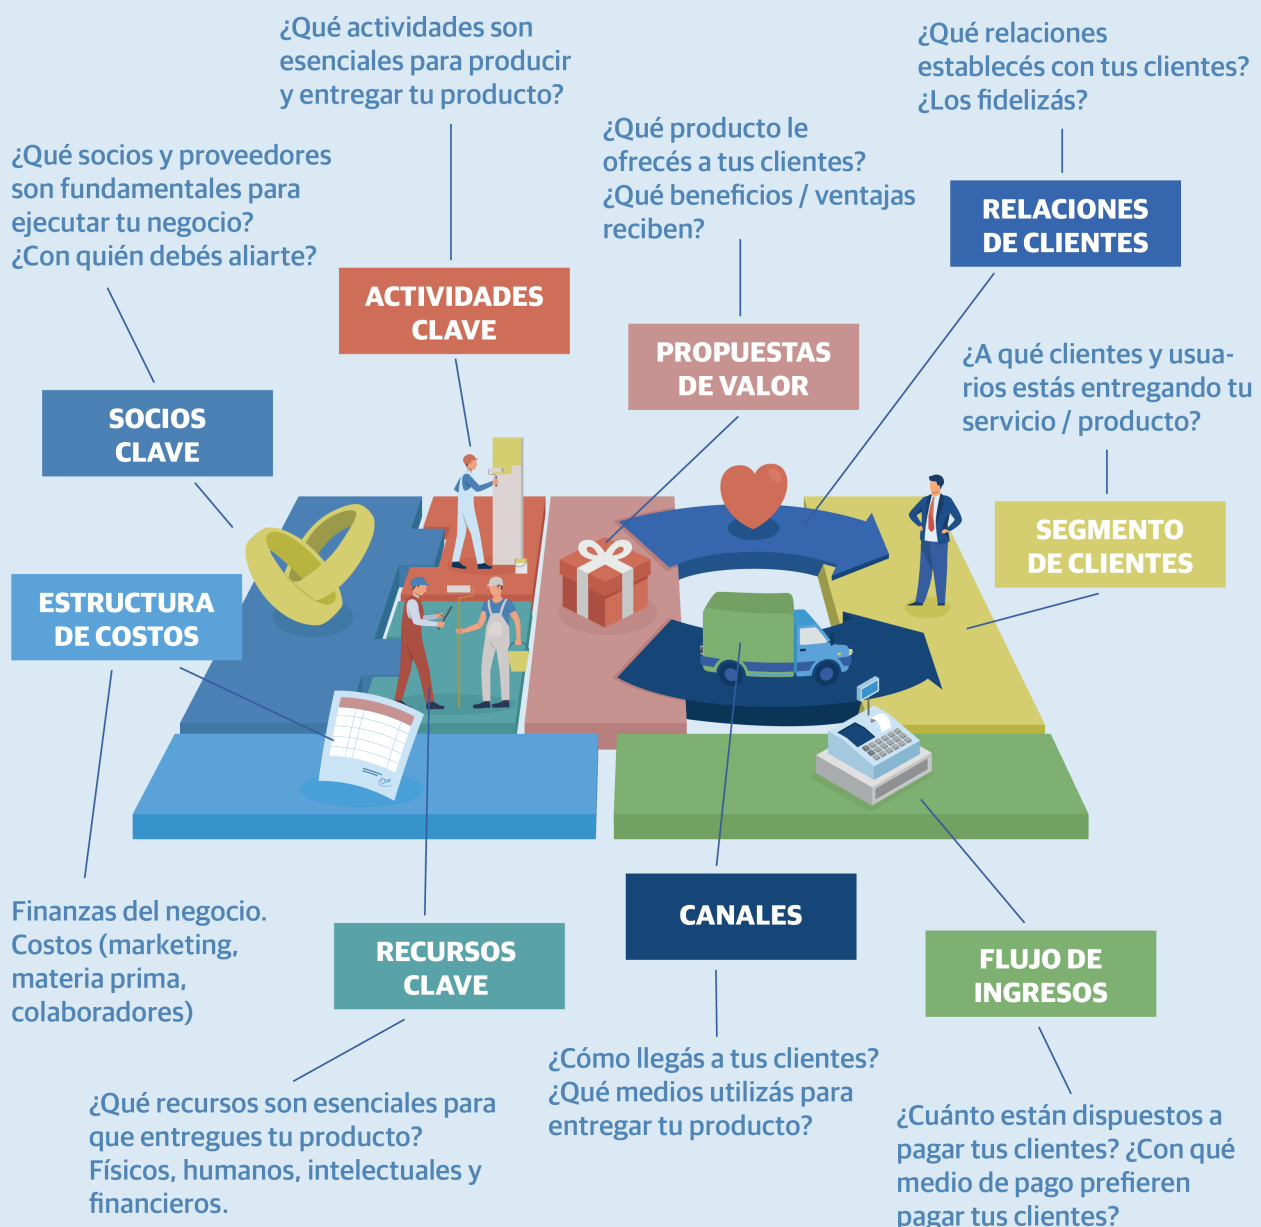 ¿Qué actividades son
esenciales para producir
y entregar tu producto?
¿Qué relaciones
establecés con tus clientes?
¿Los fidelizás?
¿Qué producto le
ofrecés a tus clientes?
¿Qué beneficios / ventajas
reciben?
¿Qué socios y proveedores
son fundamentales para
ejecutar tu negocio?
¿Con quién debés aliarte?
RELACIONES
DE CLIENTES
ACTIVIDADES
CLAVE
PROPUESTAS
DE VALOR
¿A qué clientes y usua-
rios estás entregando tu
servicio / producto?
SOCIOS
CLAVE
SEGMENTO
DE CLIENTES
ESTRUCTURA
DE COSTOS
Finanzas del negocio.
Costos (marketing,
materia prima,
colaboradores)
RECURSOS
CLAVE
CANALES
FLUJO DE
INGRESOS
¿Qué recursos son esenciales para
que entregues tu producto?
Físicos, humanos, intelectuales y
financieros.
¿Cómo llegás a tus clientes?
¿Qué medios utilizás para
entregar tu producto?
¿Cuánto están dispuestos a
pagar tus clientes? ¿Con qué
medio de pago prefieren
pagar tus clientes?